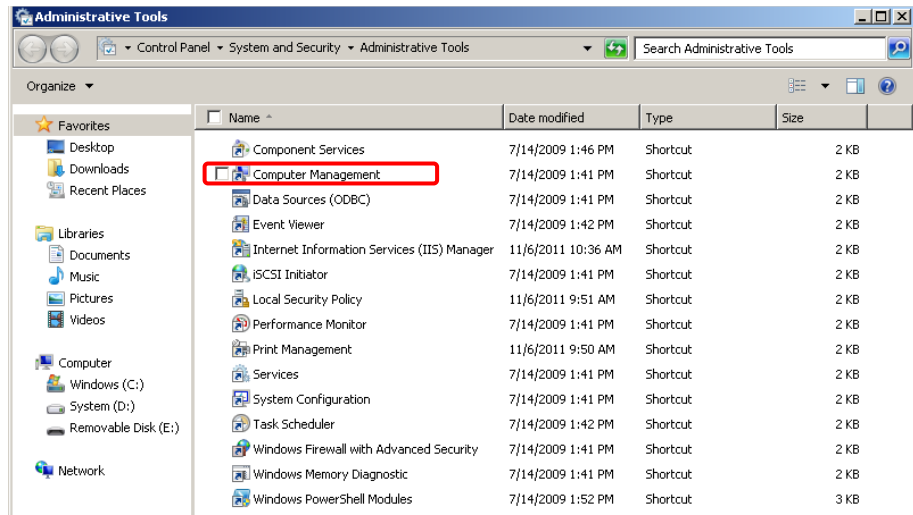 Administrative Tools
Control Panel System and Security Administrative Tools Search Administrative Tools
Organize
Favorites
Desktop
Downloads
Recent Places
Libraries
Documents
Music
Pictures
Videos
Computer
Windows (C:)
System (D:)
Removable Disk (E:)
Network
Name Date modified Type Size
Component Services 7/14/2009 1:46 PM Shortcut 2 KB
Computer Management 7/14/2009 1:41 PM Shortcut 2 KB
Data Sources (ODBC) 7/14/2009 1:41 PM Shortcut 2 KB
Event Viewer 7/14/2009 1:42 PM Shortcut 2 KB
Internet Information Services (IIS) Manager 11/6/2011 10:36 AM Shortcut 2 KB
iSCSI Initiator 7/14/2009 1:41 PM Shortcut 2 KB
Local Security Policy 11/6/2011 9:51 AM Shortcut 2 KB
Performance Monitor 7/14/2009 1:41 PM Shortcut 2 KB
Print Management 11/6/2011 9:50 AM Shortcut 2 KB
Services 7/14/2009 1:41 PM Shortcut 2 KB
System Configuration 7/14/2009 1:41 PM Shortcut 2 KB
Task Scheduler 7/14/2009 1:42 PM Shortcut 2 KB
Windows Firewall with Advanced Security 7/14/2009 1:41 PM Shortcut 2 KB
Windows Memory Diagnostic 7/14/2009 1:41 PM Shortcut 2 KB
Windows PowerShell Modules 7/14/2009 1:52 PM Shortcut 3 KB